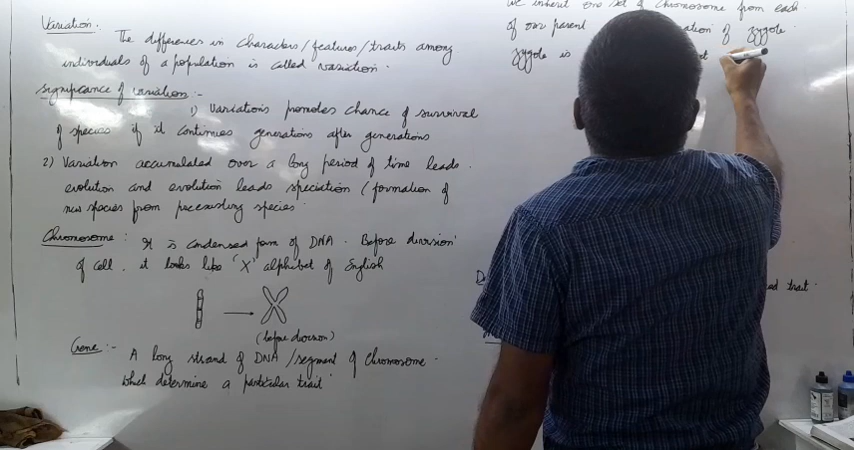 Variation.
The differences in characters/features/traits among
individuals of a population is called variation.
Significance of variation :-
1) Variations promotes chance of survival
of species if it continues generations after generations
2) Variation accumulated over a long period of time leads.
evolution and evolution leads speciation (formation of
new species from preexisting species
Chromosome : It is condensed form of DNA. Before division
of cell, it looks like 'X' alphabet of English
(before division)
Gene :- A long strand of DNA/segment of chromosome.
which determine a particular trait
We inherit one set of chromosome from each
of our parent ation of zygote.
zygote is
trait.